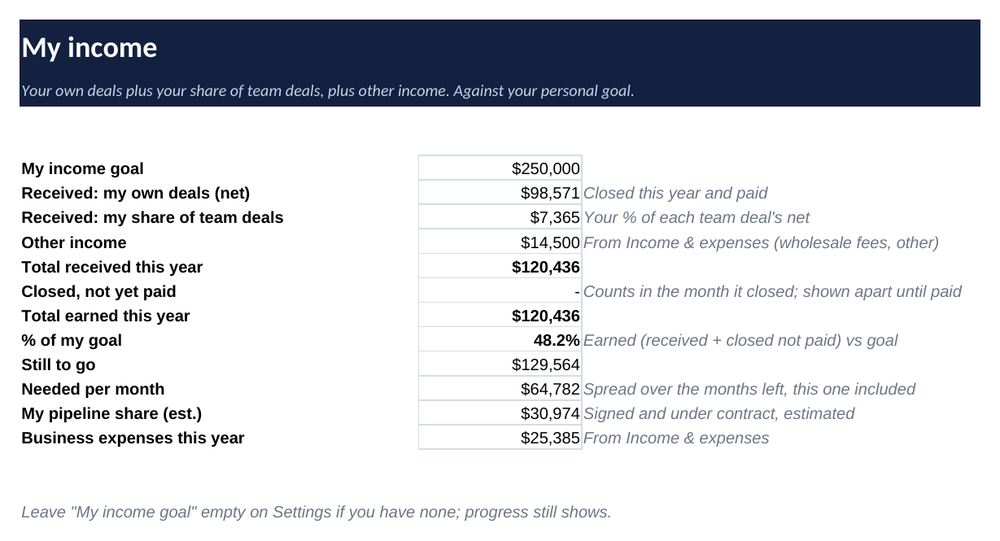 My income
Your own deals plus your share of team deals, plus other income. Against your personal goal.
My income goal $250,000
Received: my own deals (net) $98,571 Closed this year and paid
Received: my share of team deals $7,365 Your % of each team deal's net
Other income $14,500 From Income & expenses (wholesale fees, other)
Total received this year $120,436
Closed, not yet paid - Counts in the month it closed; shown apart until paid
Total earned this year $120,436
% of my goal 48.2% Earned (received + closed not paid) vs goal
Still to go $129,564
Needed per month $64,782 Spread over the months left, this one included
My pipeline share (est.) $30,974 Signed and under contract, estimated
Business expenses this year $25,385 From Income & expenses
Leave "My income goal" empty on Settings if you have none; progress still shows.